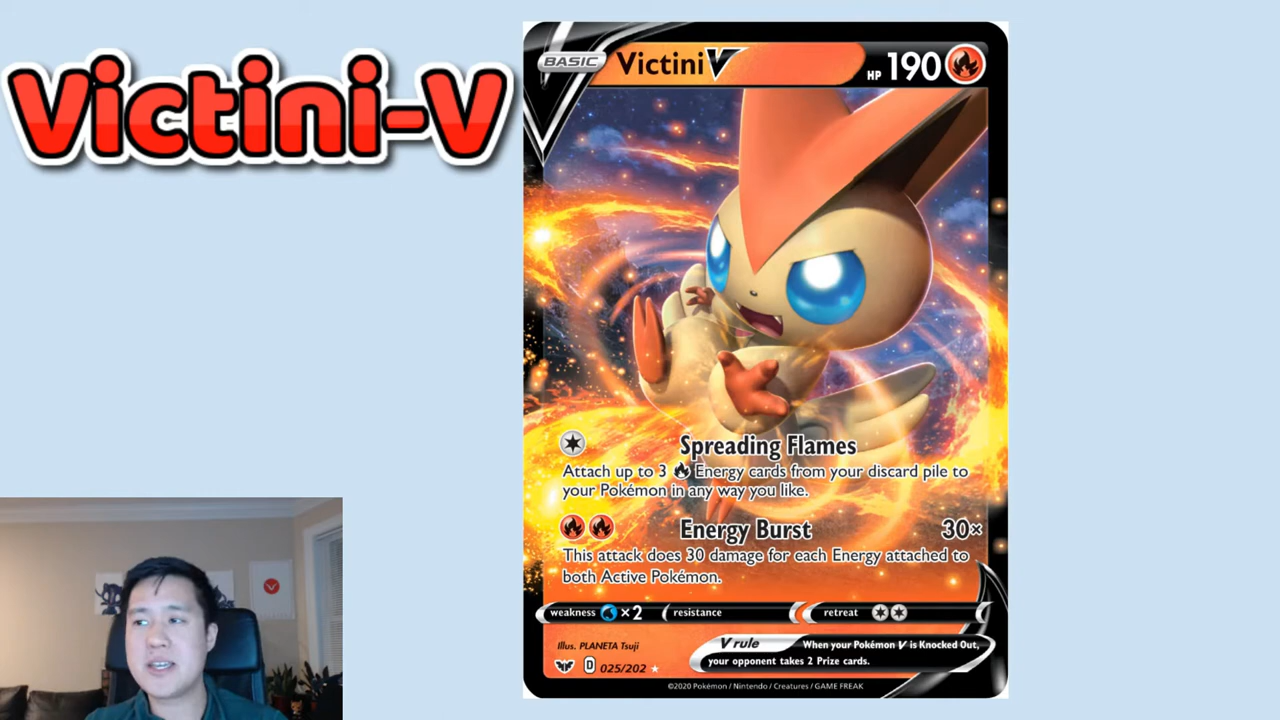 Victini-V
BASIC
Victini V
HP 190
Spreading Flames
Attach up to 3 Energy cards from your discard pile to
your Pokémon in any way you like.
Energy Burst 30×
This attack does 30 damage for each Energy attached to
both Active Pokémon.
weakness ×2 resistance retreat
Illus. PLANETA Tsuji
V rule When your Pokémon V is Knocked Out,
your opponent takes 2 Prize cards.
D 025/202
©2020 Pokémon / Nintendo / Creatures / GAME FREAK